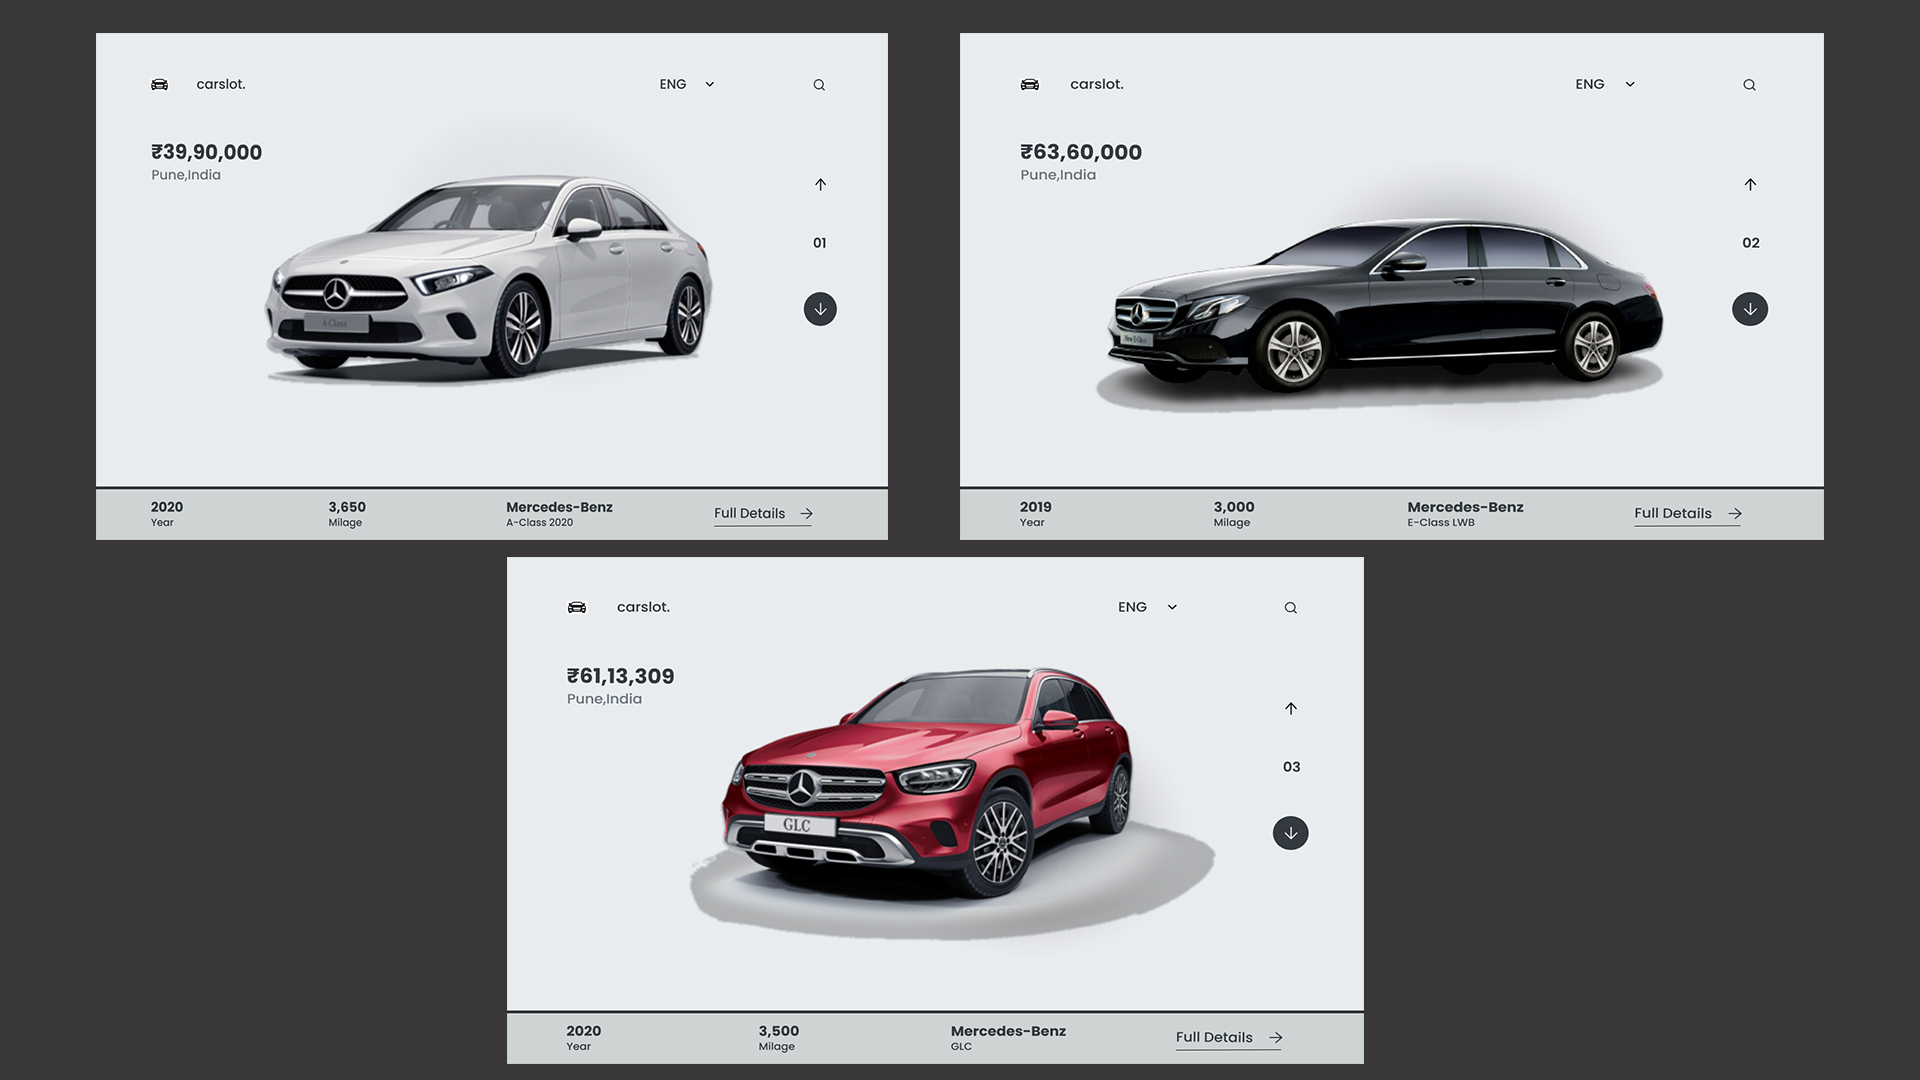 carslot.
ENG
₹39,90,000
Pune,India
01
A-Class
2020
Year
3,650
Milage
Mercedes-Benz
A-Class 2020
Full Details
carslot.
ENG
₹63,60,000
Pune,India
02
New E-Class
2019
Year
3,000
Milage
Mercedes-Benz
E-Class LWB
Full Details
carslot.
ENG
₹61,13,309
Pune,India
03
GLC
2020
Year
3,500
Milage
Mercedes-Benz
GLC
Full Details